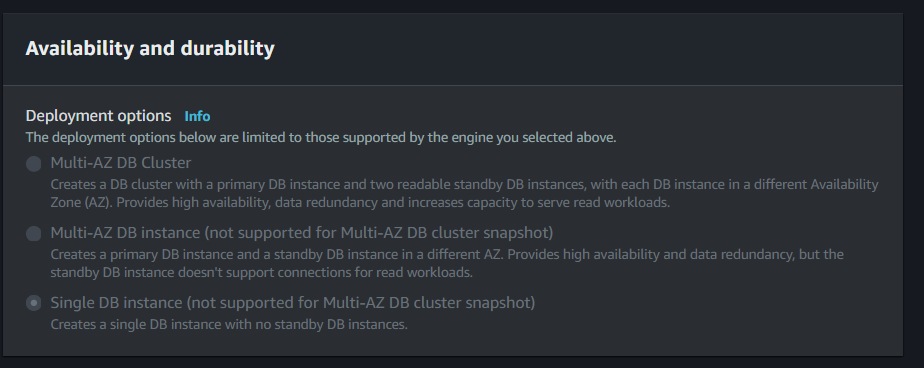 Availability and durability
Deployment options Info
The deployment options below are limited to those supported by the engine you selected above.
Multi-AZ DB Cluster
Creates a DB cluster with a primary DB instance and two readable standby DB instances, with each DB instance in a different Availability
Zone (AZ). Provides high availability, data redundancy and increases capacity to serve read workloads.
Multi-AZ DB instance (not supported for Multi-AZ DB cluster snapshot)
Creates a primary DB instance and a standby DB instance in a different AZ. Provides high availability and data redundancy, but the
standby DB instance doesn't support connections for read workloads.
Single DB instance (not supported for Multi-AZ DB cluster snapshot)
Creates a single DB instance with no standby DB instances.